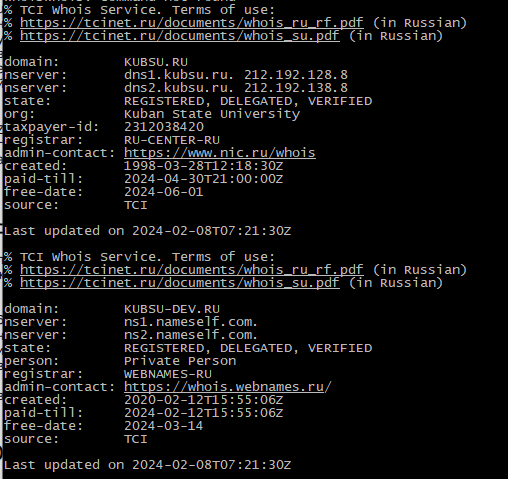 % TCI Whois Service. Terms of use:
% https://tcinet.ru/documents/whois_ru_rf.pdf (in Russian)
% https://tcinet.ru/documents/whois_su.pdf (in Russian)
domain: KUBSU.RU
nserver: dns1.kubsu.ru. 212.192.128.8
nserver: dns2.kubsu.ru. 212.192.138.8
state: REGISTERED, DELEGATED, VERIFIED
org: Kuban State University
taxpayer-id: 2312038420
registrar: RU-CENTER-RU
admin-contact: https://www.nic.ru/whois
created: 1998-03-28T12:18:30Z
paid-till: 2024-04-30T21:00:00Z
free-date: 2024-06-01
source: TCI
Last updated on 2024-02-08T07:21:30Z
% TCI Whois Service. Terms of use:
% https://tcinet.ru/documents/whois_ru_rf.pdf (in Russian)
% https://tcinet.ru/documents/whois_su.pdf (in Russian)
domain: KUBSU-DEV.RU
nserver: ns1.nameself.com.
nserver: ns2.nameself.com.
state: REGISTERED, DELEGATED, VERIFIED
person: Private Person
registrar: WEBNAMES-RU
admin-contact: https://whois.webnames.ru/
created: 2020-02-12T15:55:06Z
paid-till: 2024-02-12T15:55:06Z
free-date: 2024-03-14
source: TCI
Last updated on 2024-02-08T07:21:30Z